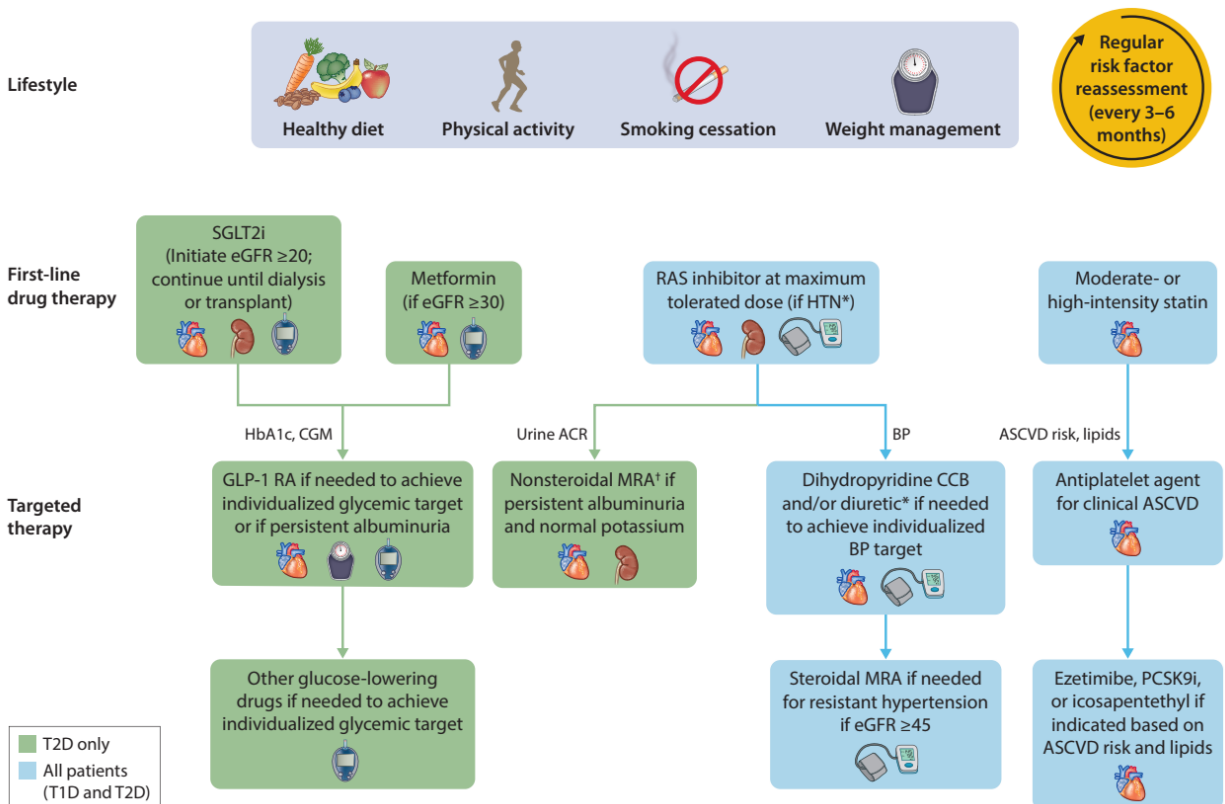 Lifestyle
Healthy diet
Physical activity
Smoking cessation
Weight management
Regular
risk factor
reassessment
(every 3–6
months)
First-line
drug therapy
SGLT2i
(Initiate eGFR ≥20;
continue until dialysis
or transplant)
Metformin
(if eGFR ≥30)
RAS inhibitor at maximum
tolerated dose (if HTN*)
Moderate- or
high-intensity statin
HbA1c, CGM
Urine ACR
BP
ASCVD risk, lipids
Targeted
therapy
GLP-1 RA if needed to achieve
individualized glycemic target
or if persistent albuminuria
Nonsteroidal MRA† if
persistent albuminuria
and normal potassium
Dihydropyridine CCB
and/or diuretic* if needed
to achieve individualized
BP target
Antiplatelet agent
for clinical ASCVD
Other glucose-lowering
drugs if needed to achieve
individualized glycemic target
Steroidal MRA if needed
for resistant hypertension
if eGFR ≥45
Ezetimibe, PCSK9i,
or icosapentethyl if
indicated based on
ASCVD risk and lipids
T2D only
All patients
(T1D and T2D)